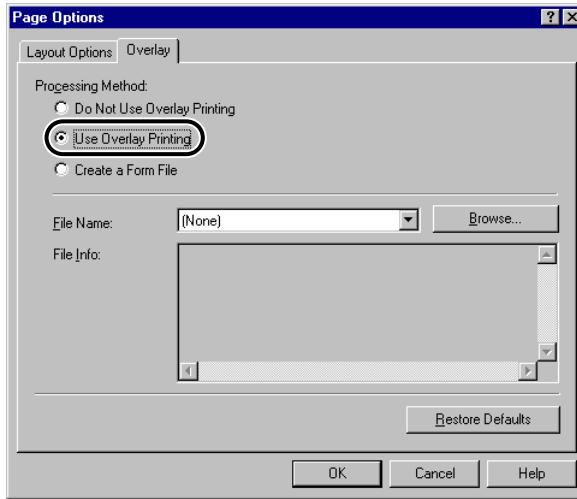 Page Options
Layout Options Overlay
Processing Method:
Do Not Use Overlay Printing
Use Overlay Printing
Create a Form File
File Name: (None) Browse...
File Info:
Restore Defaults
OK Cancel Help